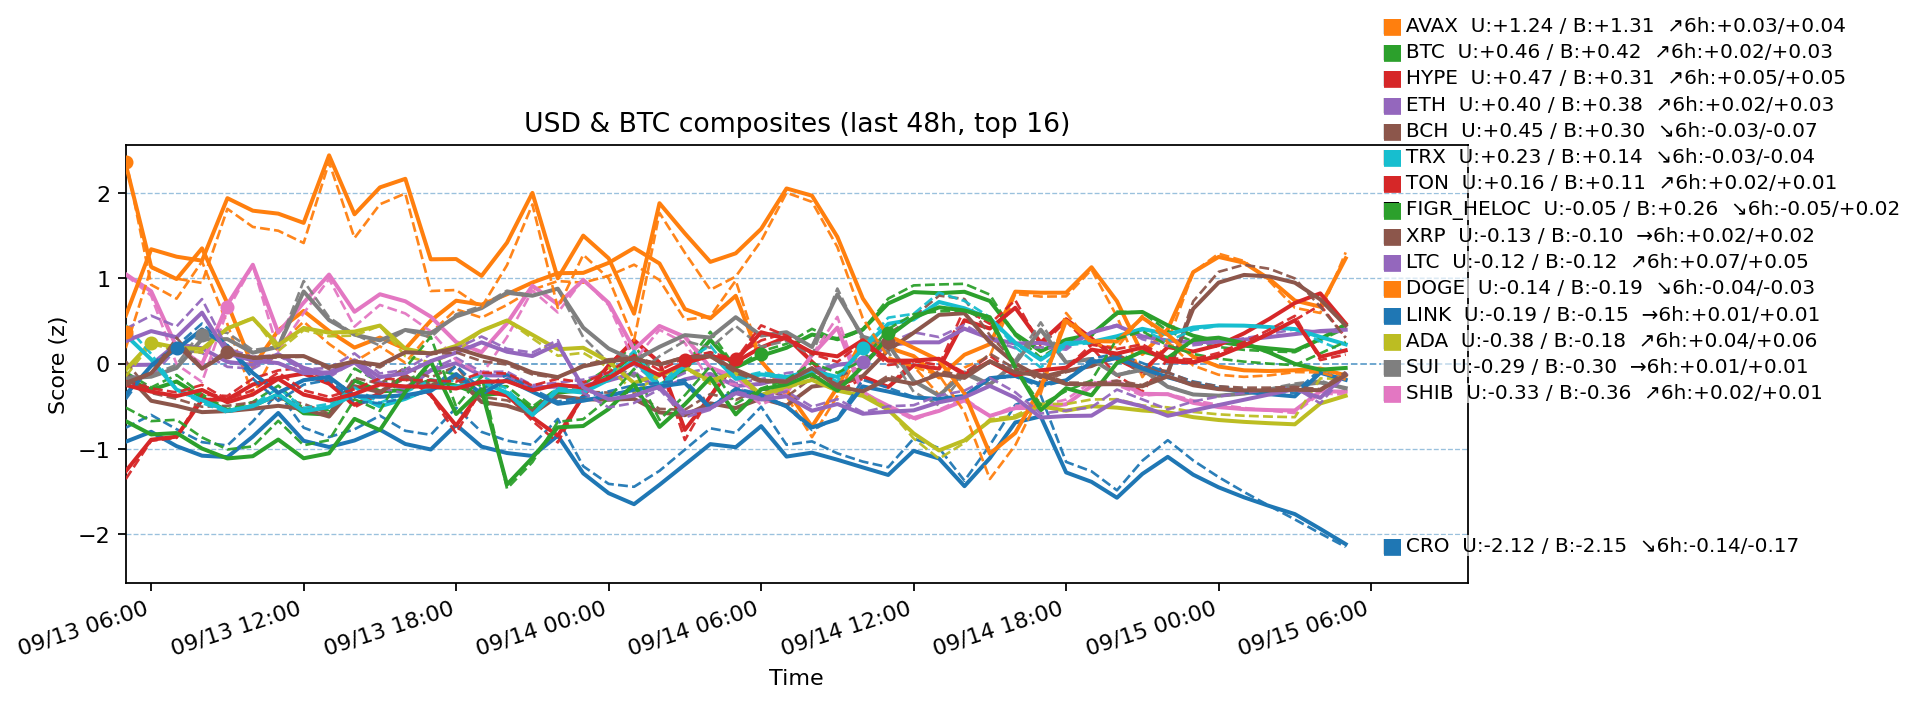 AVAX U:+1.24 / B:+1.31 ↗6h:+0.03/+0.04
BTC U:+0.46 / B:+0.42 ↗6h:+0.02/+0.03
HYPE U:+0.47 / B:+0.31 ↗6h:+0.05/+0.05
ETH U:+0.40 / B:+0.38 ↗6h:+0.02/+0.03
BCH U:+0.45 / B:+0.30 ↘6h:-0.03/-0.07
TRX U:+0.23 / B:+0.14 ↘6h:-0.03/-0.04
TON U:+0.16 / B:+0.11 ↗6h:+0.02/+0.01
FIGR_HELOC U:-0.05 / B:+0.26 ↘6h:-0.05/+0.02
XRP U:-0.13 / B:-0.10 →6h:+0.02/+0.02
LTC U:-0.12 / B:-0.12 ↗6h:+0.07/+0.05
DOGE U:-0.14 / B:-0.19 ↘6h:-0.04/-0.03
LINK U:-0.19 / B:-0.15 →6h:+0.01/+0.01
ADA U:-0.38 / B:-0.18 ↗6h:+0.04/+0.06
SUI U:-0.29 / B:-0.30 →6h:+0.01/+0.01
SHIB U:-0.33 / B:-0.36 ↗6h:+0.02/+0.01
CRO U:-2.12 / B:-2.15 ↘6h:-0.14/-0.17
USD & BTC composites (last 48h, top 16)
Score (z)
2
1
0
−1
−2
09/13 06:00
09/13 12:00
09/13 18:00
09/14 00:00
09/14 06:00
09/14 12:00
09/14 18:00
09/15 00:00
09/15 06:00
Time